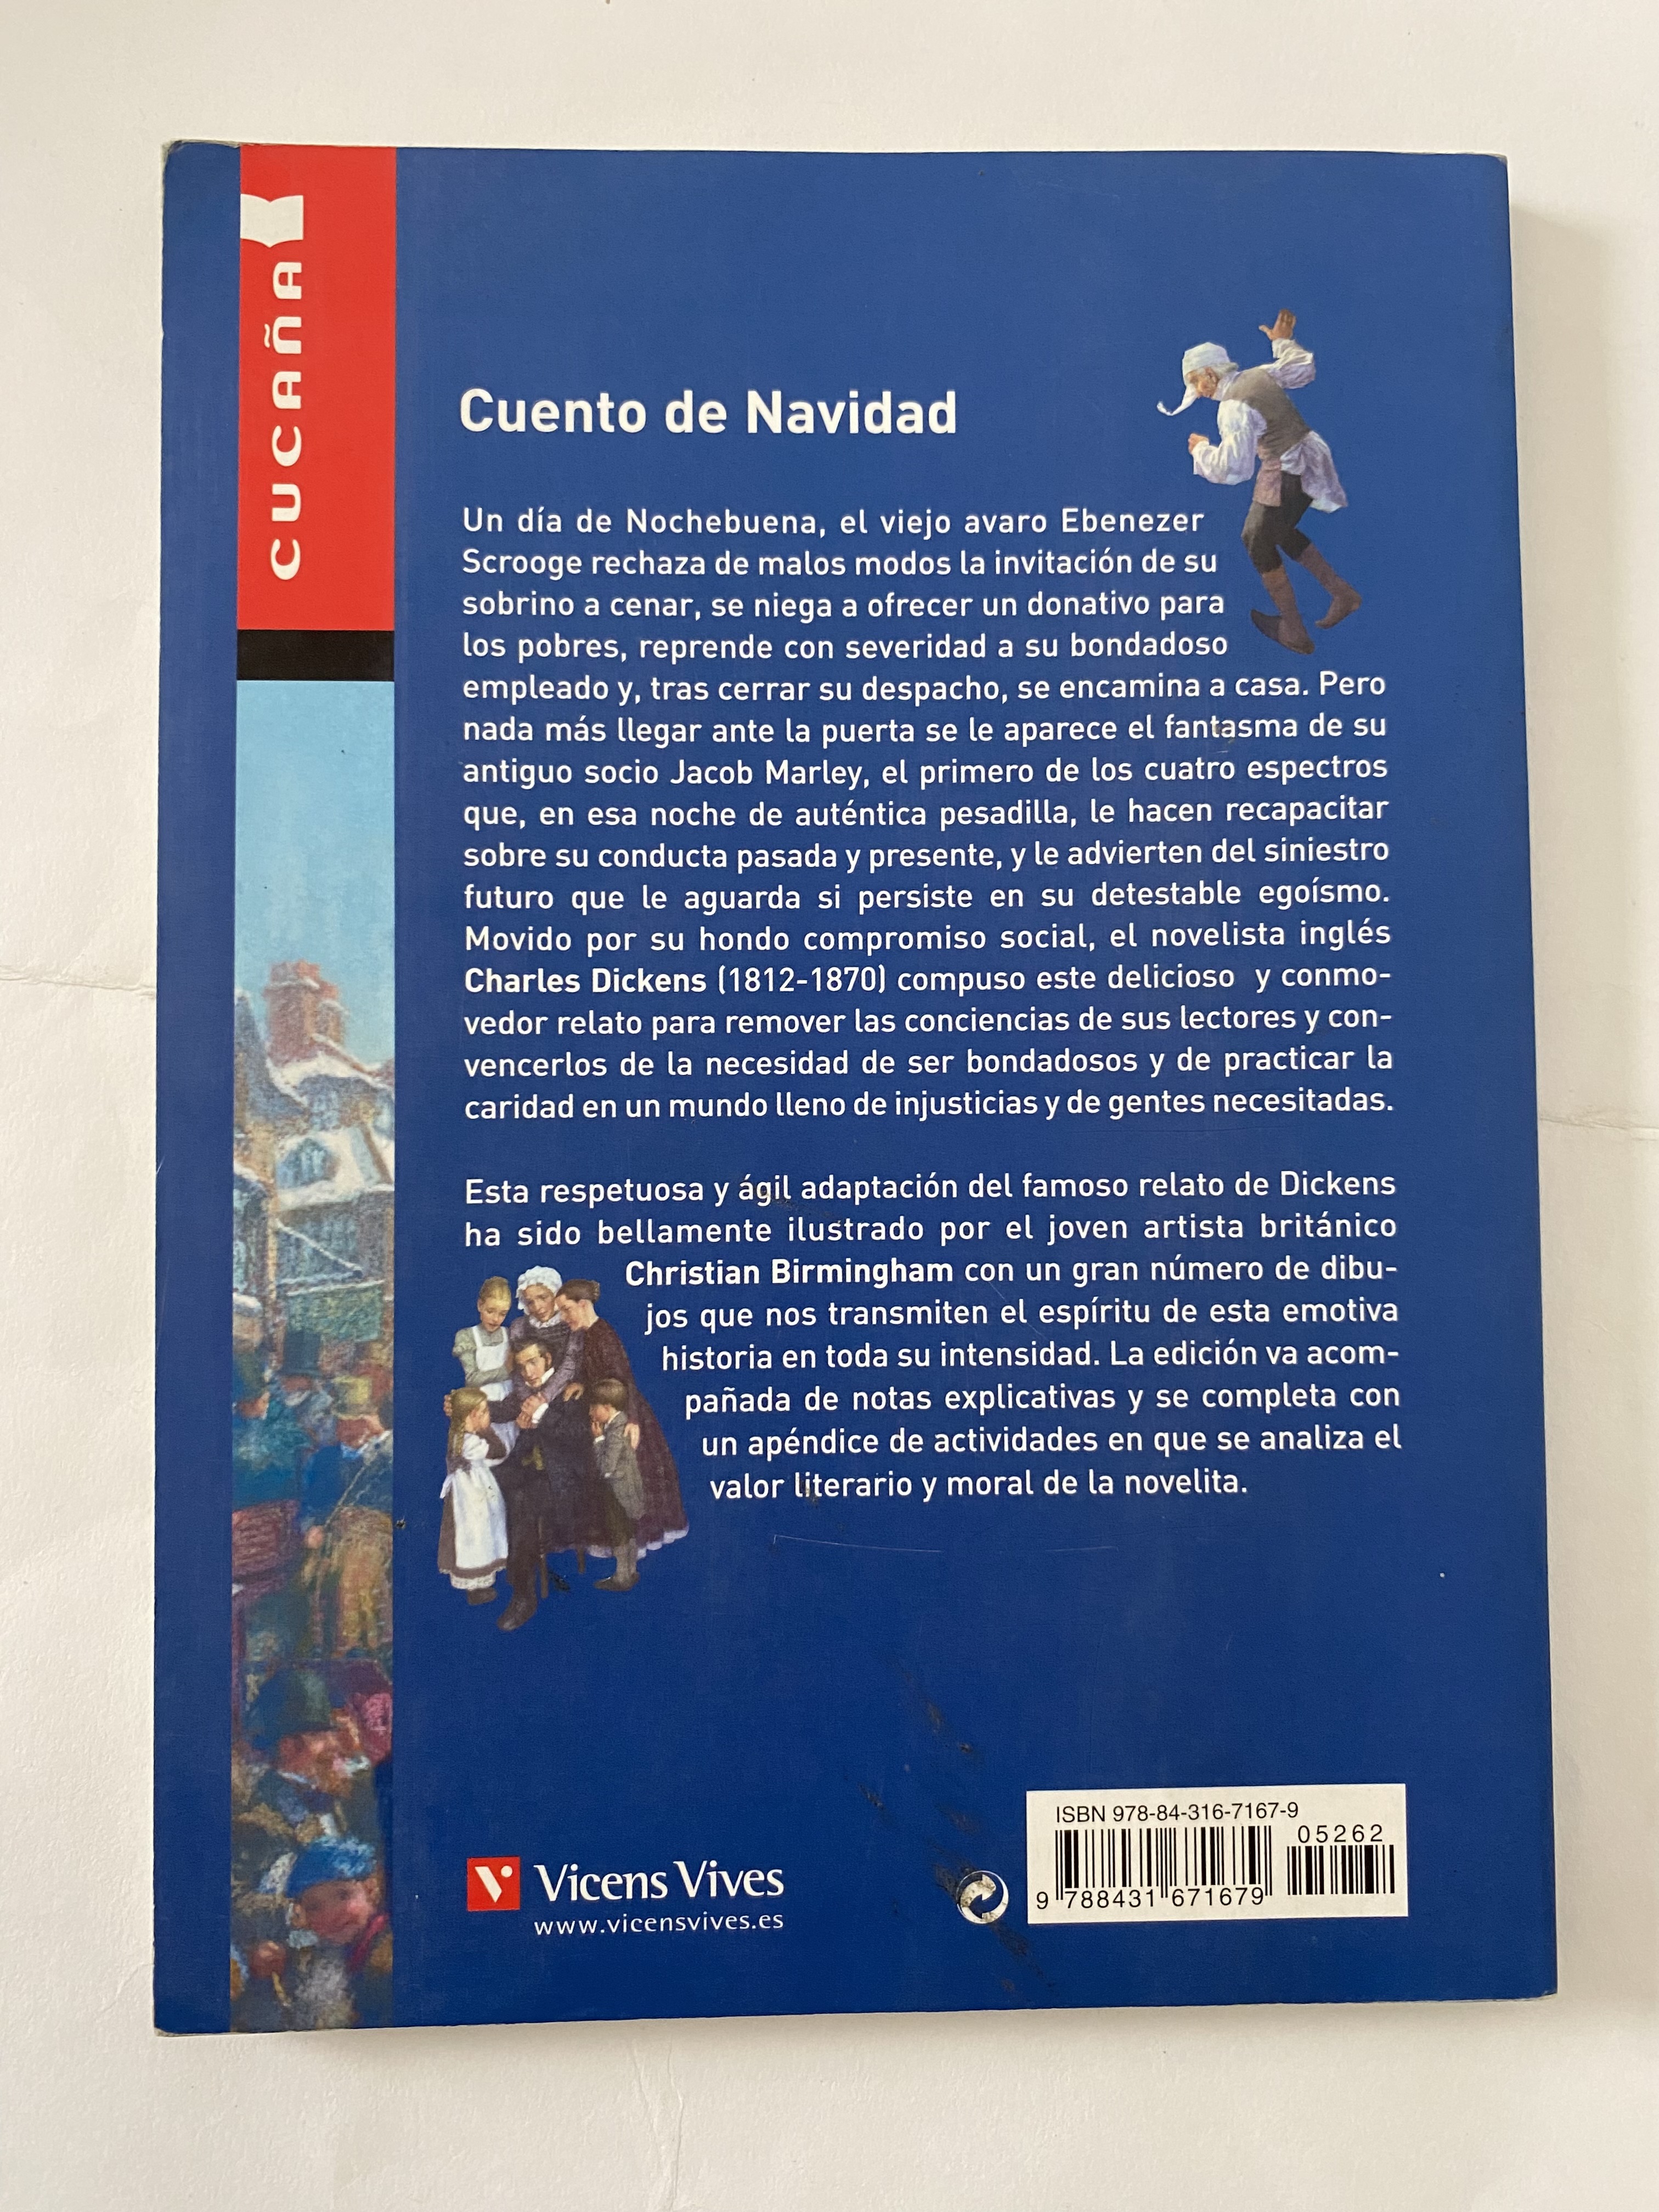 CUCAÑA
Cuento de Navidad
Un día de Nochebuena, el viejo avaro Ebenezer
Scrooge rechaza de malos modos la invitación de su
sobrino a cenar, se niega a ofrecer un donativo para
los pobres, reprende con severidad a su bondadoso
empleado y, tras cerrar su despacho, se encamina a casa. Pero
nada más llegar ante la puerta se le aparece el fantasma de su
antiguo socio Jacob Marley, el primero de los cuatro espectros
que, en esa noche de auténtica pesadilla, le hacen recapacitar
sobre su conducta pasada y presente, y le advierten del siniestro
futuro que le aguarda si persiste en su detestable egoísmo.
Movido por su hondo compromiso social, el novelista inglés
Charles Dickens (1812-1870) compuso este delicioso y conmo-
vedor relato para remover las conciencias de sus lectores y con-
vencerlos de la necesidad de ser bondadosos y de practicar la
caridad en un mundo lleno de injusticias y de gentes necesitadas.
Esta respetuosa y ágil adaptación del famoso relato de Dickens
ha sido bellamente ilustrado por el joven artista británico
Christian Birmingham con un gran número de dibu-
jos que nos transmiten el espíritu de esta emotiva
historia en toda su intensidad. La edición va acom-
pañada de notas explicativas y se completa con
un apéndice de actividades en que se analiza el
valor literario y moral de la novelita.
Vicens Vives
www.vicensvives.es
ISBN 978-84-316-7167-9
05262
9 788431 671679